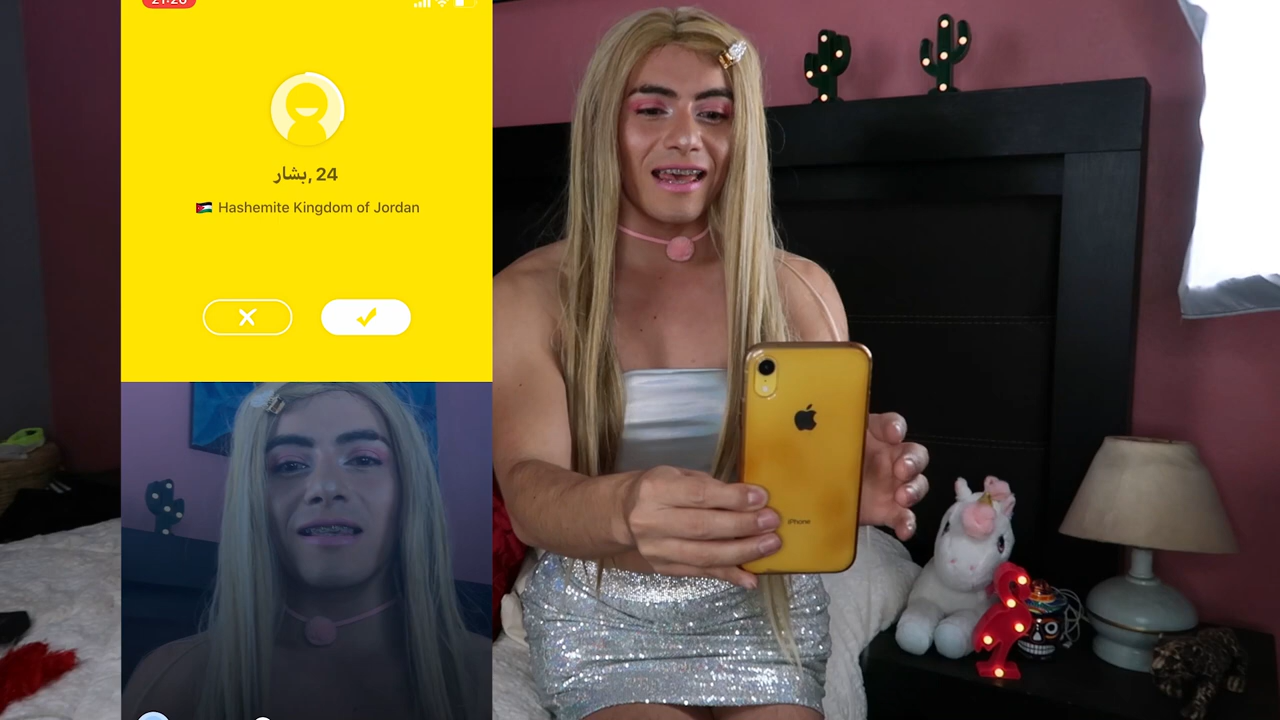 بشار, 24
🇯🇴 Hashemite Kingdom of Jordan
iPhone